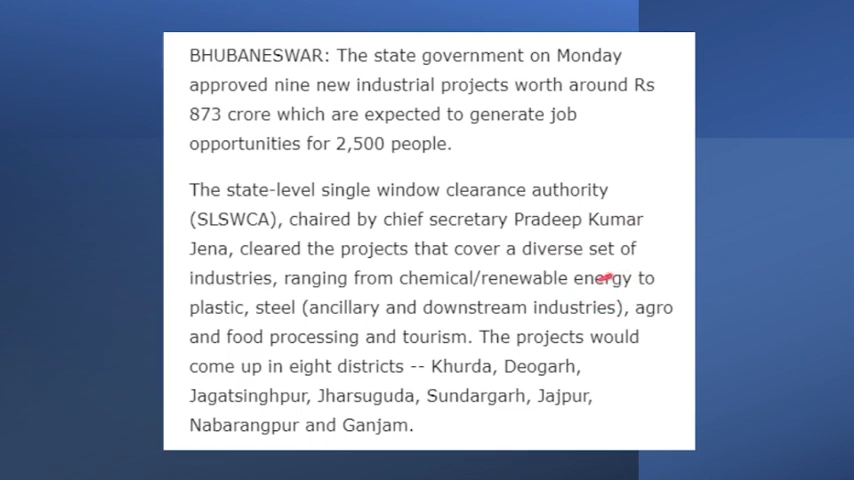 BHUBANESWAR: The state government on Monday
approved nine new industrial projects worth around Rs
873 crore which are expected to generate job
opportunities for 2,500 people.
The state-level single window clearance authority
(SLSWCA), chaired by chief secretary Pradeep Kumar
Jena, cleared the projects that cover a diverse set of
industries, ranging from chemical/renewable energy to
plastic, steel (ancillary and downstream industries), agro
and food processing and tourism. The projects would
come up in eight districts -- Khurda, Deogarh,
Jagatsinghpur, Jharsuguda, Sundargarh, Jajpur,
Nabarangpur and Ganjam.